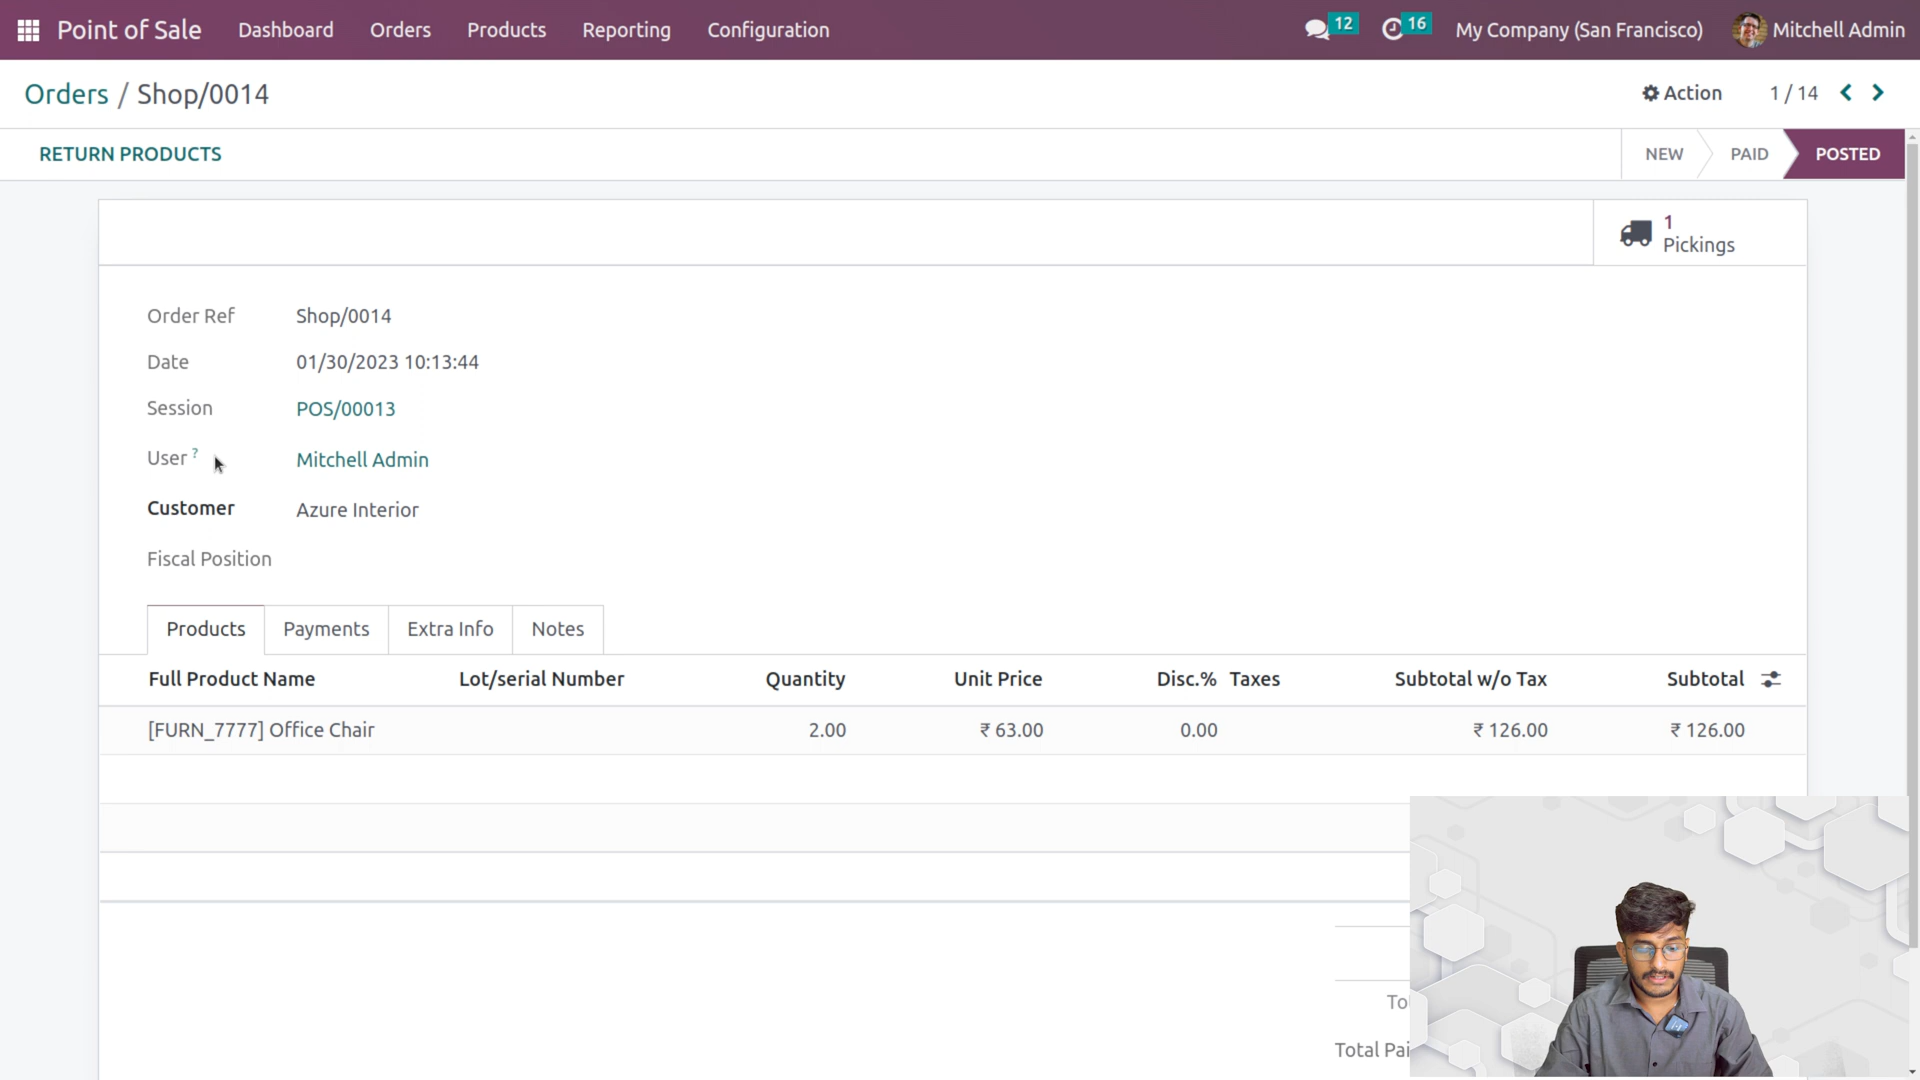 Point of Sale Dashboard Orders Products Reporting Configuration 12 16 My Company (San Francisco) Mitchell Admin
Orders / Shop/0014 Action 1 / 14
RETURN PRODUCTS NEW PAID POSTED
1
Pickings
Order Ref Shop/0014
Date 01/30/2023 10:13:44
Session POS/00013
User ? Mitchell Admin
Customer Azure Interior
Fiscal Position
Products Payments Extra Info Notes
Full Product Name Lot/serial Number Quantity Unit Price Disc.% Taxes Subtotal w/o Tax Subtotal
[FURN_7777] Office Chair 2.00 ₹ 63.00 0.00 ₹ 126.00 ₹ 126.00
Total